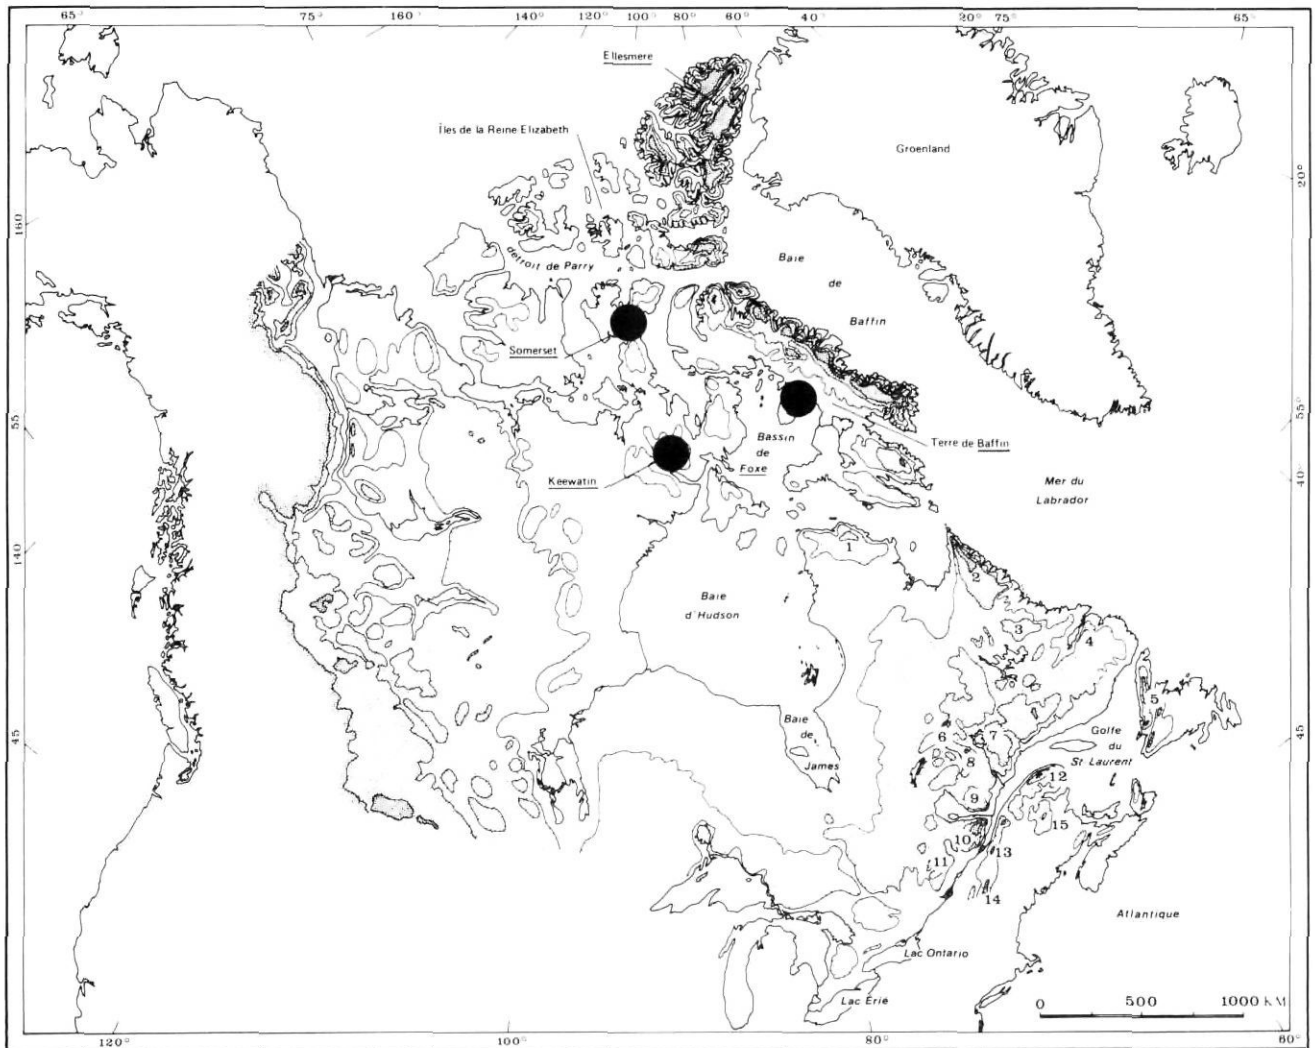 75° 160° 140° 120° 100° 80° 60° 40° 20° 75° 65°
Ellesmere
Îles de la Reine Elizabeth
Groenland
20°
160
détroit de Parry
Baie
de
Baffin
Somerset
55
55°
Terre de Baffin
Bassin
de
Foxe
Keewatin
40°
Mer du
Labrador
140
1
2
Baie
d'Hudson
3
4
5
45
45°
Baie
de
James
6
7
8
9
10
11
12
13
14
15
Golfe
du
St Laurent
Atlantique
Lac Ontario
Lac Érié
0 500 1000 KM
120° 100° 80° 60°